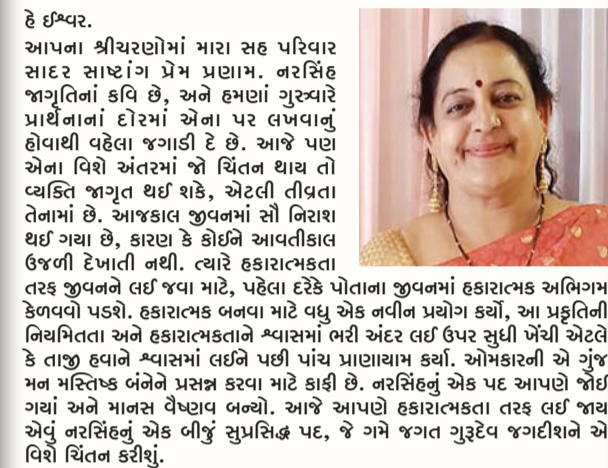 હે ઈશ્વર.
આપના શ્રીચરણોમાં મારા સહ પરિવાર
સાદર સાષ્ટાંગ પ્રેમ પ્રણામ. નરસિંહ
જાગૃતિનાં કવિ છે, અને હમણાં ગુરુવારે
પ્રાર્થનાનાં દોરમાં એના પર લખવાનું
હોવાથી વહેલા જગાડી દે છે. આજે પણ
એના વિશે અંતરમાં જો ચિંતન થાય તો
વ્યક્તિ જાગૃત થઈ શકે, એટલી તીવ્રતા
તેનામાં છે. આજકાલ જીવનમાં સૌ નિરાશ
થઈ ગયા છે, કારણ કે કોઈને આવતીકાલ
ઉજળી દેખાતી નથી. ત્યારે હકારાત્મકતા
તરફ જીવનને લઈ જવા માટે, પહેલા દરેકે પોતાના જીવનમાં હકારાત્મક અભિગમ
કેળવવો પડશે. હકારાત્મક બનવા માટે વધુ એક નવીન પ્રયોગ કર્યો, આ પ્રકૃતિની
નિયમિતતા અને હકારાત્મકતાને શ્વાસમાં ભરી અંદર લઈ ઉપર સુધી ખેંચી એટલે
કે તાજી હવાને શ્વાસમાં લઈને પછી પાંચ પ્રાણાયામ કર્યા. ઓમકારની એ ગુંજ
મન મસ્તિષ્ક બંનેને પ્રસન્ન કરવા માટે કાફી છે. નરસિંહનું એક પદ આપણે જોઈ
ગયાં અને માનસ વૈષ્ણવ બન્યો. આજે આપણે હકારાત્મકતા તરફ લઈ જાય
એવું નરસિંહનું એક બીજું સુપ્રસિદ્ધ પદ, જે ગમે જગત ગુરૂદેવ જગદીશને એ
વિશે ચિંતન કરીશું.